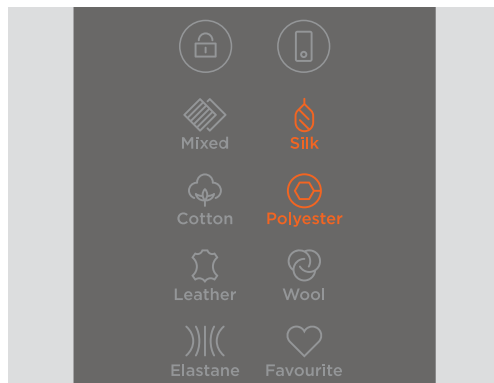 Mixed Silk
Cotton Polyester
Leather Wool
Elastane Favourite